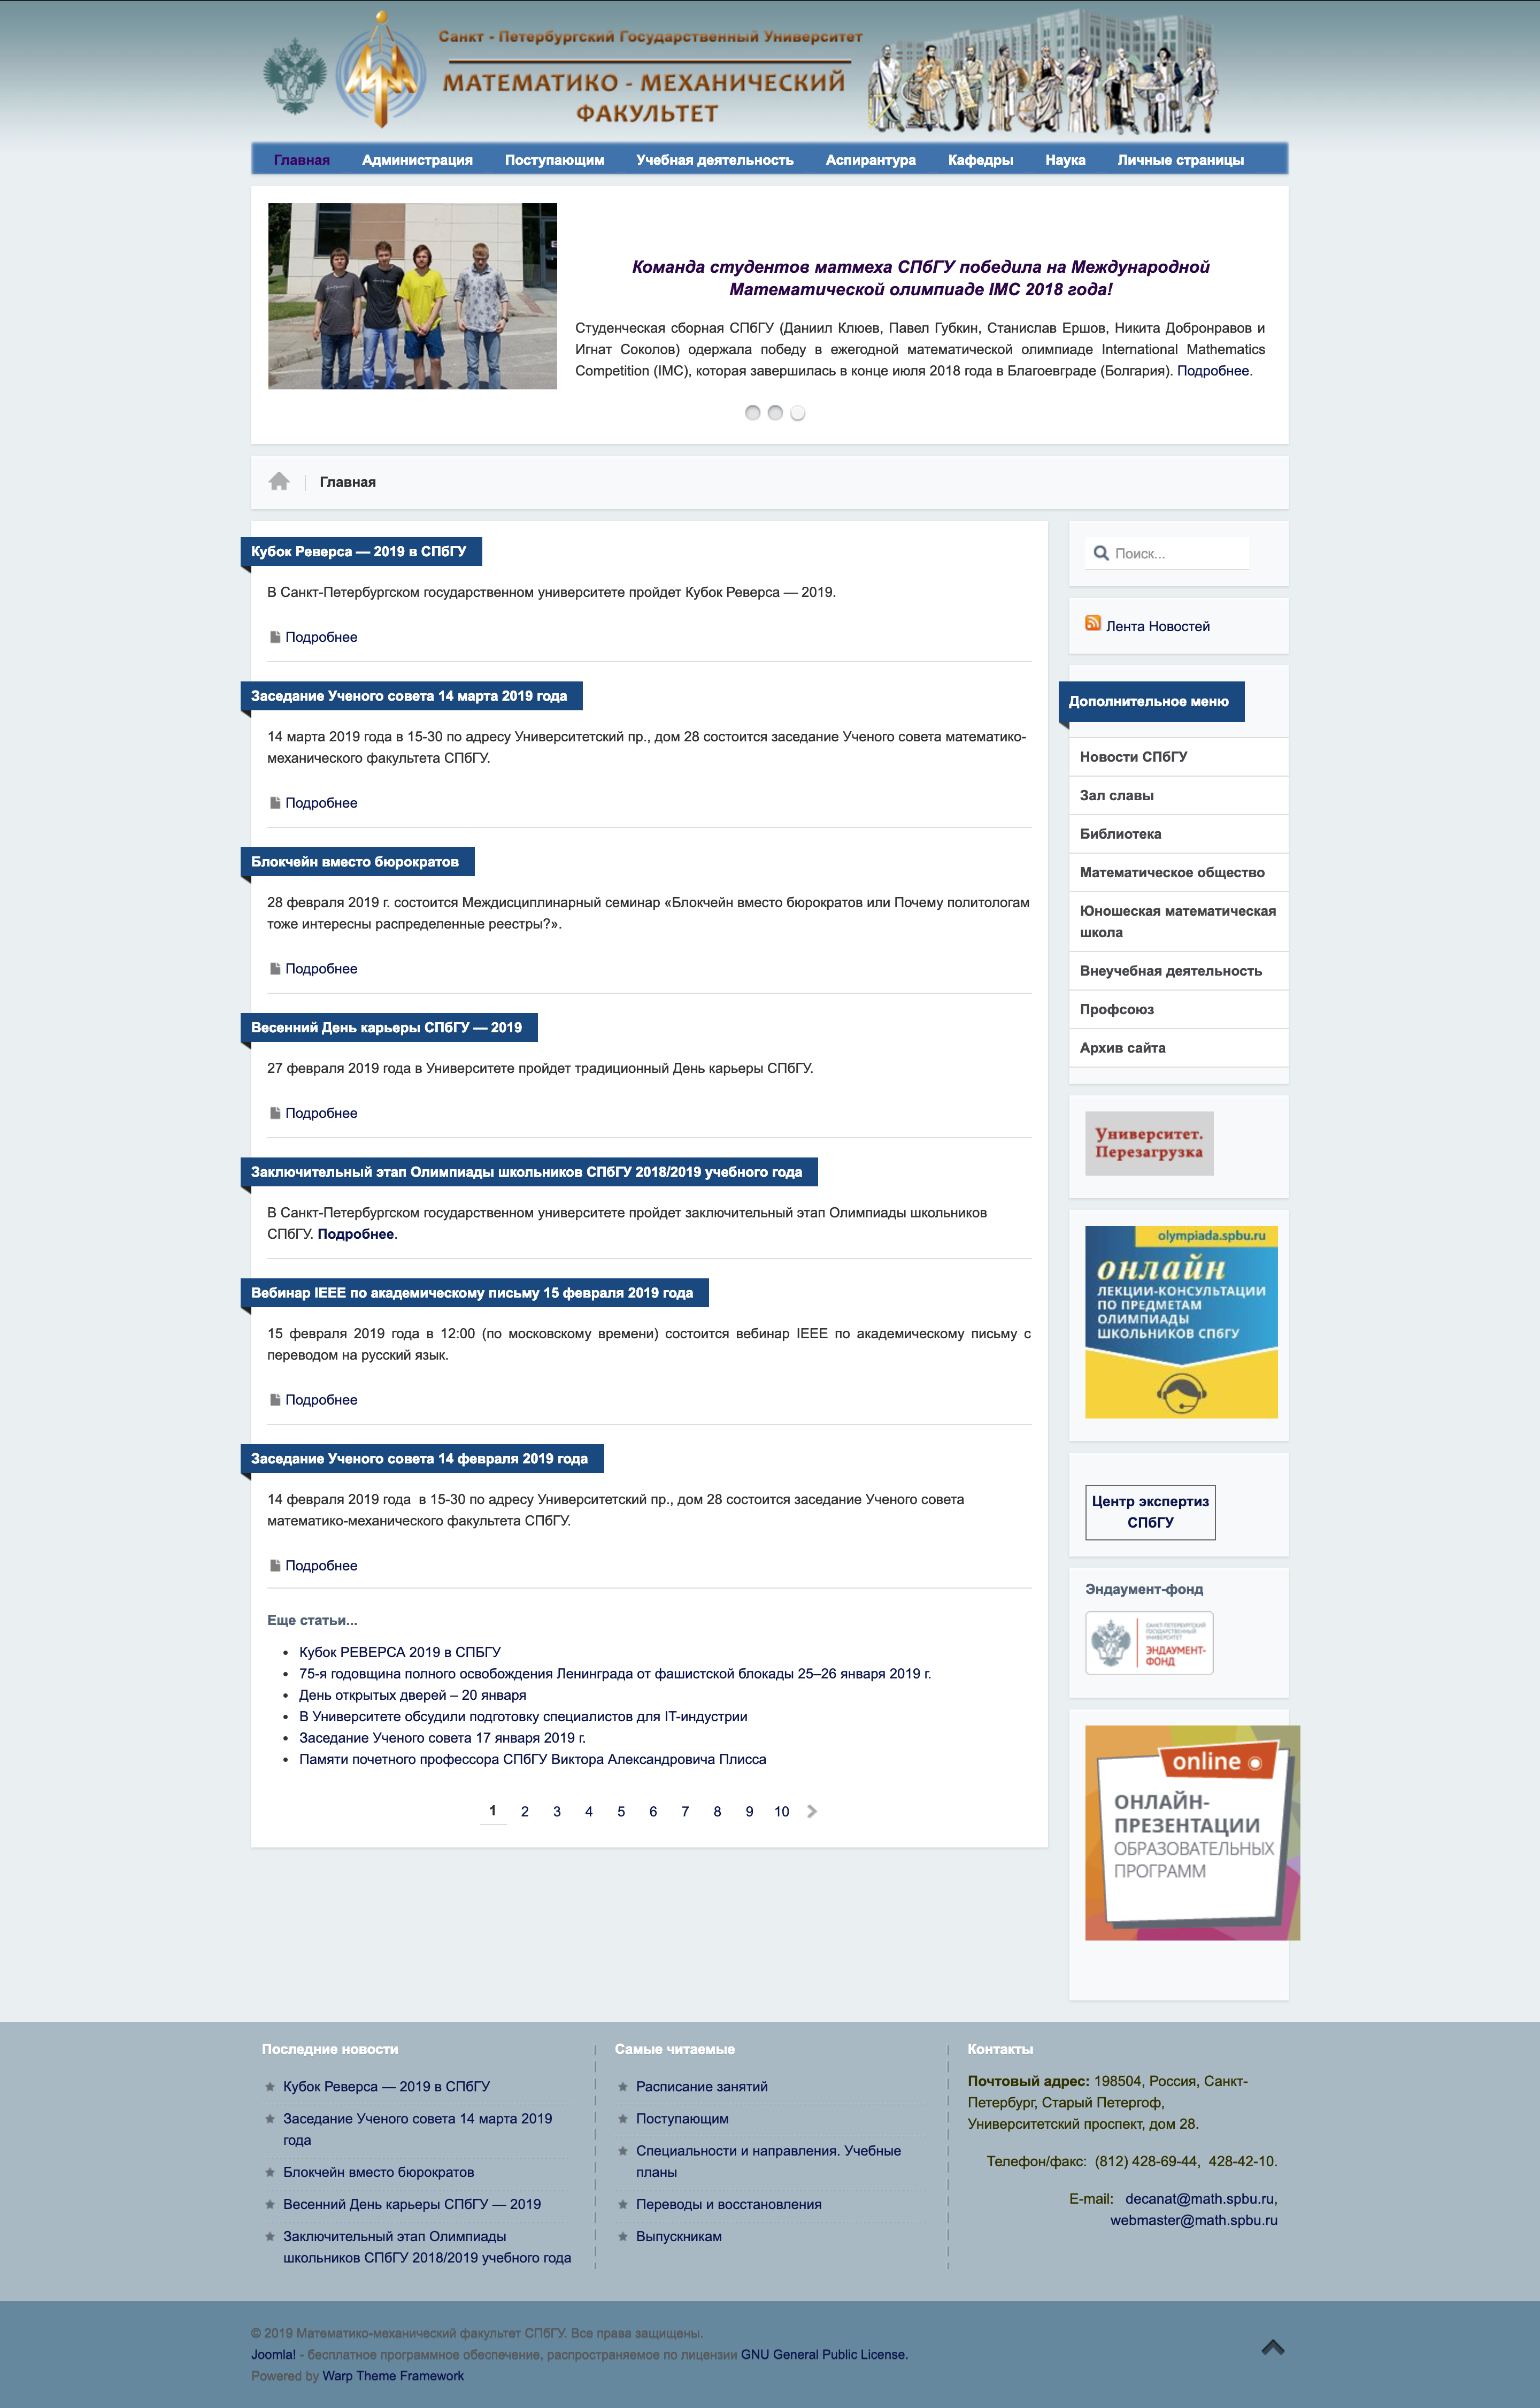 Санкт - Петербургский Государственный Университет
МАТЕМАТИКО - МЕХАНИЧЕСКИЙ
ФАКУЛЬТЕТ
Главная Администрация Поступающим Учебная деятельность Аспирантура Кафедры Наука Личные страницы
Команда студентов матмеха СПбГУ победила на Международной
Математической олимпиаде IMC 2018 года!
Студенческая сборная СПбГУ (Даниил Клюев, Павел Губкин, Станислав Ершов, Никита Добронравов и
Игнат Соколов) одержала победу в ежегодной математической олимпиаде International Mathematics
Competition (IMC), которая завершилась в конце июля 2018 года в Благоевграде (Болгария). Подробнее.
Главная
Кубок Реверса — 2019 в СПбГУ
В Санкт-Петербургском государственном университете пройдет Кубок Реверса — 2019.
Подробнее
Заседание Ученого совета 14 марта 2019 года
14 марта 2019 года в 15-30 по адресу Университетский пр., дом 28 состоится заседание Ученого совета математико-
механического факультета СПбГУ.
Подробнее
Блокчейн вместо бюрократов
28 февраля 2019 г. состоится Междисциплинарный семинар «Блокчейн вместо бюрократов или Почему политологам
тоже интересны распределенные реестры?».
Подробнее
Весенний День карьеры СПбГУ — 2019
27 февраля 2019 года в Университете пройдет традиционный День карьеры СПбГУ.
Подробнее
Заключительный этап Олимпиады школьников СПбГУ 2018/2019 учебного года
В Санкт-Петербургском государственном университете пройдет заключительный этап Олимпиады школьников
СПбГУ. Подробнее.
Вебинар IEEE по академическому письму 15 февраля 2019 года
15 февраля 2019 года в 12:00 (по московскому времени) состоится вебинар IEEE по академическому письму с
переводом на русский язык.
Подробнее
Заседание Ученого совета 14 февраля 2019 года
14 февраля 2019 года в 15-30 по адресу Университетский пр., дом 28 состоится заседание Ученого совета
математико-механического факультета СПбГУ.
Подробнее
Еще статьи...
Кубок РЕВЕРСА 2019 в СПБГУ
75-я годовщина полного освобождения Ленинграда от фашистской блокады 25–26 января 2019 г.
День открытых дверей – 20 января
В Университете обсудили подготовку специалистов для IT-индустрии
Заседание Ученого совета 17 января 2019 г.
Памяти почетного профессора СПбГУ Виктора Александровича Плисса
1 2 3 4 5 6 7 8 9 10
Поиск...
Лента Новостей
Дополнительное меню
Новости СПбГУ
Зал славы
Библиотека
Математическое общество
Юношеская математическая
школа
Внеучебная деятельность
Профсоюз
Архив сайта
Университет.
Перезагрузка
olympiada.spbu.ru
онлайн
ЛЕКЦИИ-КОНСУЛЬТАЦИИ
ПО ПРЕДМЕТАМ
ОЛИМПИАДЫ
ШКОЛЬНИКОВ СПбГУ
Центр экспертиз
СПбГУ
Эндаумент-фонд
САНКТ-ПЕТЕРБУРГСКИЙ
ГОСУДАРСТВЕННЫЙ
УНИВЕРСИТЕТ
ЭНДАУМЕНТ-
ФОНД
online
ОНЛАЙН-
ПРЕЗЕНТАЦИИ
ОБРАЗОВАТЕЛЬНЫХ
ПРОГРАММ
Последние новости
Кубок Реверса — 2019 в СПбГУ
Заседание Ученого совета 14 марта 2019
года
Блокчейн вместо бюрократов
Весенний День карьеры СПбГУ — 2019
Заключительный этап Олимпиады
школьников СПбГУ 2018/2019 учебного года
Самые читаемые
Расписание занятий
Поступающим
Специальности и направления. Учебные
планы
Переводы и восстановления
Выпускникам
Контакты
Почтовый адрес: 198504, Россия, Санкт-
Петербург, Старый Петергоф,
Университетский проспект, дом 28.
Телефон/факс: (812) 428-69-44, 428-42-10.
E-mail: decanat@math.spbu.ru,
webmaster@math.spbu.ru
© 2019 Математико-механический факультет СПбГУ. Все права защищены.
Joomla! - бесплатное программное обеспечение, распространяемое по лицензии GNU General Public License.
Powered by Warp Theme Framework